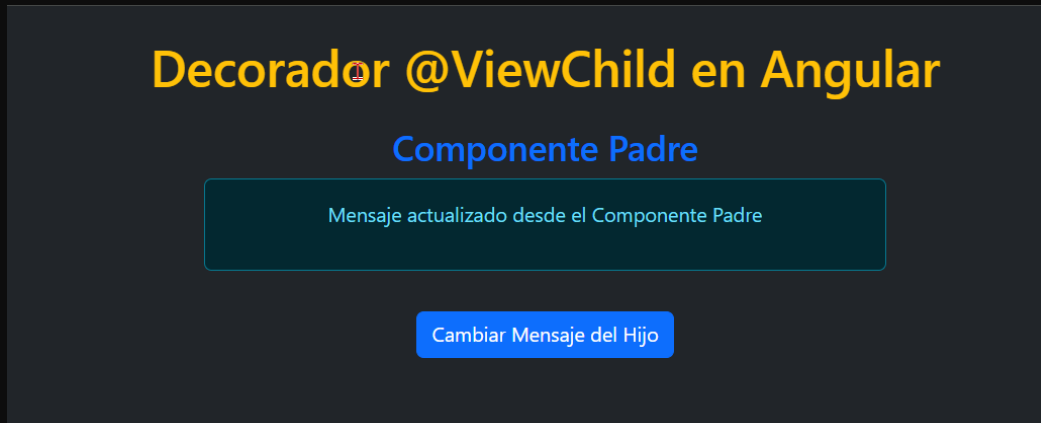 Decorador @ViewChild en Angular
Componente Padre
Mensaje actualizado desde el Componente Padre
Cambiar Mensaje del Hijo